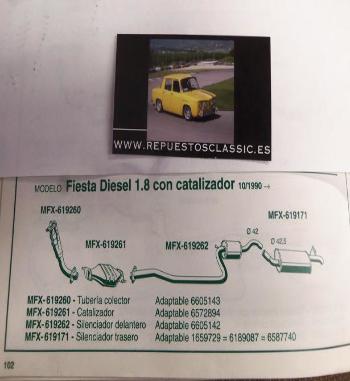 WWW.REPUESTOSCLASSIC.ES
MODELO Fiesta Diesel 1.8 con catalizador 10/1990 →
MFX-619260
MFX-619261
MFX-619262
MFX-619171
Ø 42
Ø 42,5
MFX-619260 - Tubería colector Adaptable 6605143
MFX-619261 - Catalizador Adaptable 6572894
MFX-619262 - Silenciador delantero Adaptable 6605142
MFX-619171 - Silenciador trasero Adaptable 1659729 = 6189087 = 6587740
102